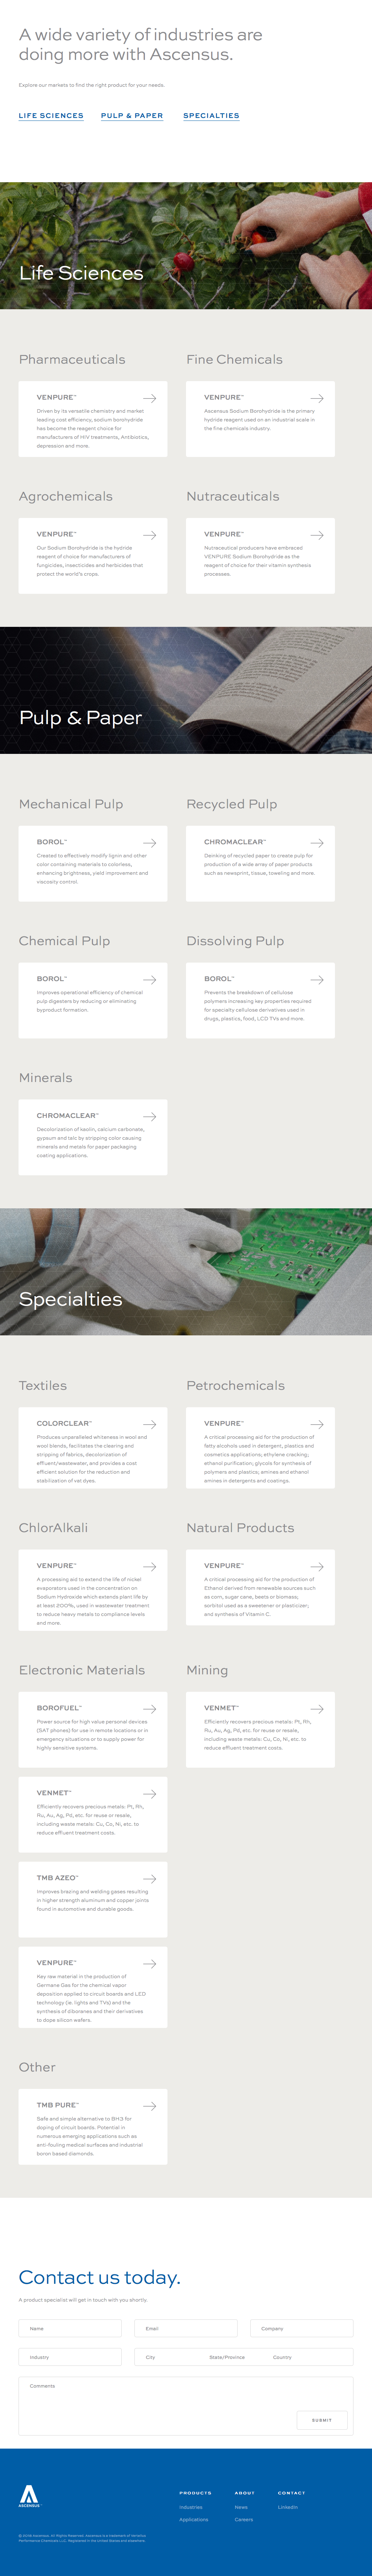 A wide variety of industries are
doing more with Ascensus.
Explore our markets to find the right product for your needs.
LIFE SCIENCES
PULP & PAPER
SPECIALTIES
Life Sciences
Pharmaceuticals
VENPURE™
Driven by its versatile chemistry and market
leading cost efficiency, sodium borohydride
has become the reagent choice for
manufacturers of HIV treatments, Antibiotics,
depression and more.
Fine Chemicals
VENPURE™
Ascensus Sodium Borohydride is the primary
hydride reagent used on an industrial scale in
the fine chemicals industry.
Agrochemicals
VENPURE™
Our Sodium Borohydride is the hydride
reagent of choice for manufacturers of
fungicides, insecticides and herbicides that
protect the world's crops.
Nutraceuticals
VENPURE™
Nutraceutical producers have embraced
VENPURE Sodium Borohydride as the
reagent of choice for their vitamin synthesis
processes.
Pulp & Paper
Mechanical Pulp
BOROL™
Created to effectively modify lignin and other
color containing materials to colorless,
enhancing brightness, yield improvement and
viscosity control.
Recycled Pulp
CHROMACLEAR™
Deinking of recycled paper to create pulp for
production of a wide array of paper products
such as newsprint, tissue, toweling and more.
Chemical Pulp
BOROL™
Improves operational efficiency of chemical
pulp digesters by reducing or eliminating
byproduct formation.
Dissolving Pulp
BOROL™
Prevents the breakdown of cellulose
polymers increasing key properties required
for specialty cellulose derivatives used in
drugs, plastics, food, LCD TVs and more.
Minerals
CHROMACLEAR™
Decolorization of kaolin, calcium carbonate,
gypsum and talc by stripping color causing
minerals and metals for paper packaging
coating applications.
Specialties
Textiles
COLORCLEAR™
Produces unparalleled whiteness in wool and
wool blends, facilitates the clearing and
stripping of fabrics, decolorization of
effluent/wastewater, and provides a cost
efficient solution for the reduction and
stabilization of vat dyes.
Petrochemicals
VENPURE™
A critical processing aid for the production of
fatty alcohols used in detergent, plastics and
cosmetics applications, ethylene cracking;
ethanol purification; glycols for synthesis of
polymers and plastics; amines and ethanol
amines in detergents and coatings.
ChlorAlkali
VENPURE™
A processing aid to extend the life of nickel
evaporators used in the concentration on
Sodium Hydroxide which extends plant life by
at least 200%, used in wastewater treatment
to reduce heavy metals to compliance levels
and more.
Natural Products
VENPURE™
A critical processing aid for the production of
Ethanol derived from renewable sources such
as corn, sugar cane, beets or biomass;
sorbitol used as a sweetener or plasticizer;
and synthesis of Vitamin C.
Electronic Materials
BOROFUEL™
Power source for high value personal devices
(SAT phones) for use in remote locations or in
emergency situations or to supply power for
highly sensitive systems.
VENMET™
Efficiently recovers precious metals: Pt, Rh,
Ru, Au, Ag, Pd, etc. for reuse or resale,
including waste metals: Cu, Co, Ni, etc. to
reduce effluent treatment costs.
TMB AZEO™
Improves brazing and welding gases resulting
in higher strength aluminum and copper joints
found in automotive and durable goods.
VENPURE™
Key raw material in the production of
Germane Gas for the chemical vapor
deposition applied to circuit boards and LED
technology (ie. lights and TVs) and the
synthesis of diboranes and their derivatives
to dope silicon wafers.
Mining
VENMET™
Efficiently recovers precious metals: Pt, Rh,
Ru, Au, Ag, Pd, etc. for reuse or resale,
including waste metals: Cu, Co, Ni, etc. to
reduce effluent treatment costs.
Other
TMB PURE™
Safe and simple alternative to BH3 for
doping of circuit boards. Potential in
numerous emerging applications such as
anti-fouling medical surfaces and industrial
boron based diamonds.
Contact us today.
A product specialist will get in touch with you shortly.
Name
Email
Company
Industry
City
State/Province
Country
Comments
SUBMIT
ASCENSUS
PRODUCTS
Industries
Applications
ABOUT
News
Careers
CONTACT
LinkedIn